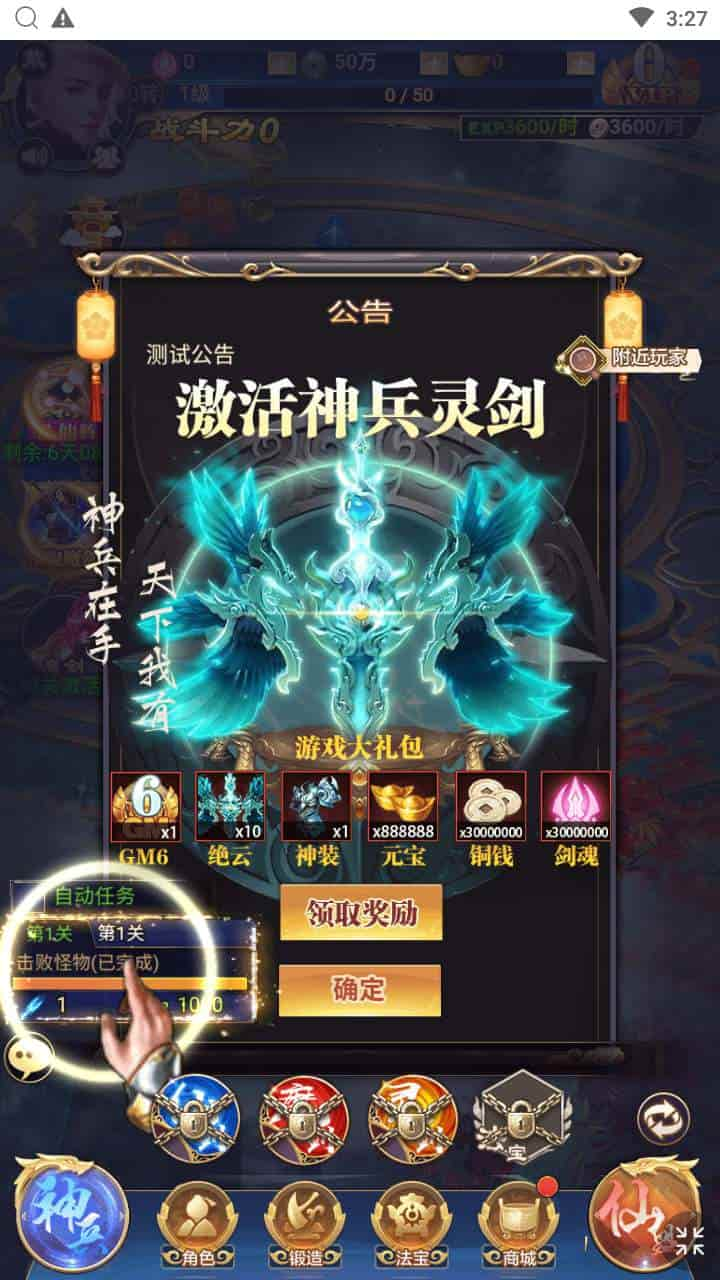 3:27
0
50万
0
1级
0 / 50
战斗力0
EXP3600/时
3600/时
公告
测试公告
附近玩家
激活神兵灵剑
神兵在手
天下我有
游戏大礼包
6
x1
x10
x1
x888888
x30000000
x30000000
GM6
绝云
神装
元宝
铜钱
剑魂
自动任务
领取奖励
第1关
第1关
击败怪物(已完成)
确定
1
神兵
仙
角色
锻造
法宝
商城